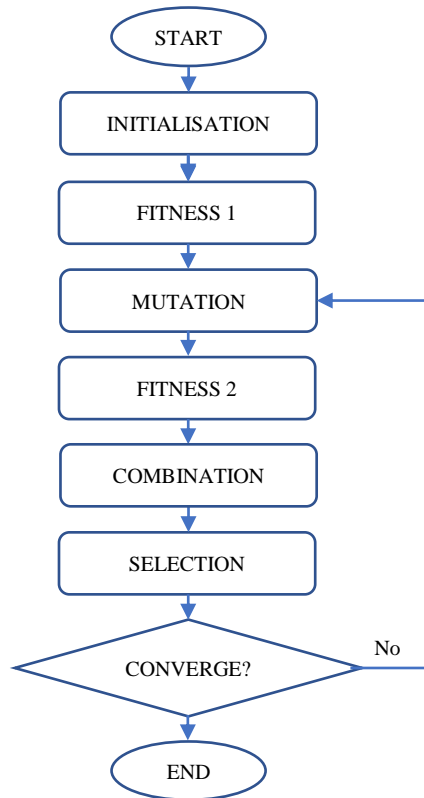 START
INITIALISATION
FITNESS 1
MUTATION
FITNESS 2
COMBINATION
SELECTION
CONVERGE?
No
END